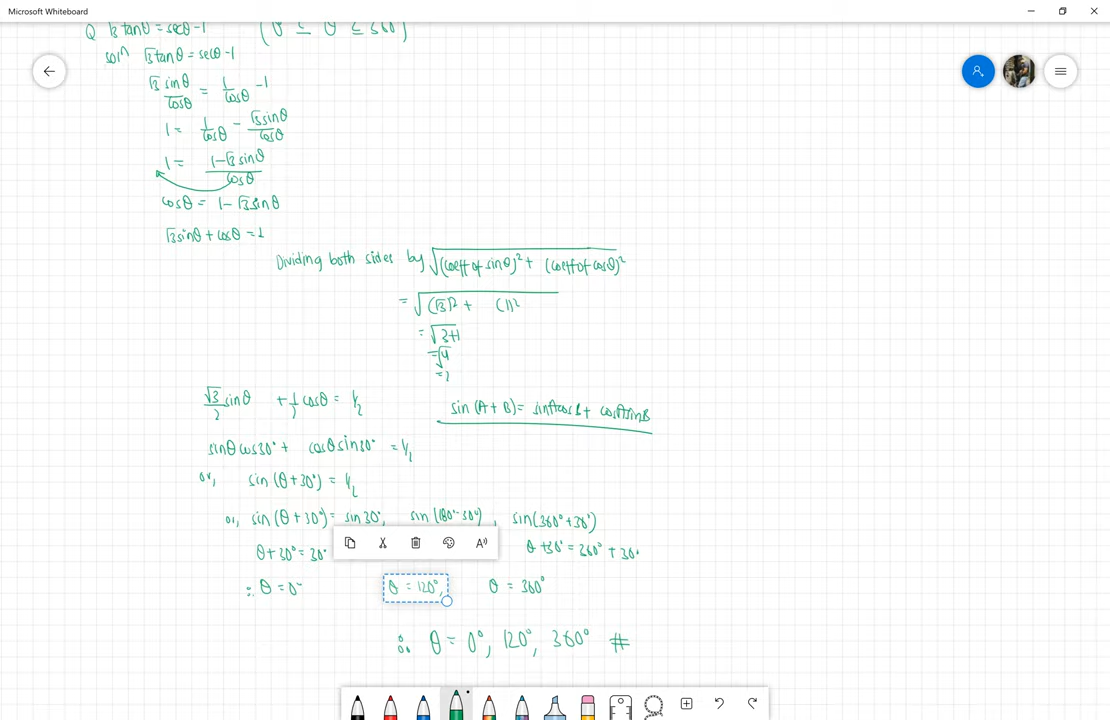 Microsoft Whiteboard
Q √3 tanθ = secθ - 1 (0 ≤ θ ≤ 360°)
solⁿ √3 tanθ = secθ - 1
√3 sinθ/cosθ = 1/cosθ - 1
1 = 1/cosθ - √3sinθ/cosθ
1 = (1-√3 sinθ)/cosθ
cosθ = 1 - √3sinθ
√3sinθ + cosθ = 1
Dividing both sides by √((coeff of sinθ)² + (coeff of cosθ)²)
= √((√3)² + (1)²)
= √(3+1)
= √4
= 2
√3/2 sinθ + 1/2 cosθ = 1/2
sin(A + B) = sinAcosB + cosAsinB
sinθcos30° + cosθsin30° = 1/2
or, sin(θ+30°) = 1/2
or, sin(θ+30°) = sin30°, sin(180°-30°), sin(360°+30°)
θ+30° = 30° θ+30° = 360° + 30°
∴ θ = 0° θ = 120°, θ = 360°
∴ θ = 0°, 120°, 360° #